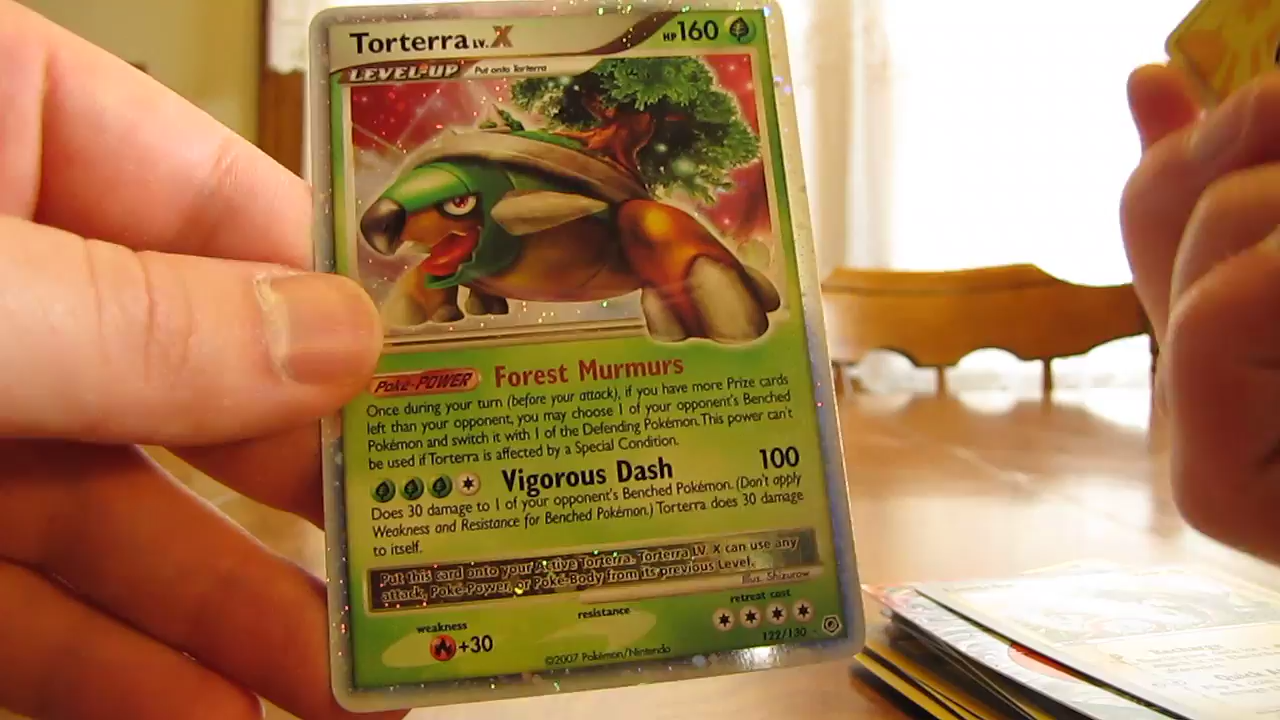 Torterra LV.X HP 160
LEVEL-UP Put onto Torterra
Poké-POWER Forest Murmurs
Once during your turn (before your attack), if you have more Prize cards
left than your opponent, you may choose 1 of your opponent's Benched
Pokémon and switch it with 1 of the Defending Pokémon. This power can't
be used if Torterra is affected by a Special Condition.
Vigorous Dash 100
Does 30 damage to 1 of your opponent's Benched Pokémon. (Don't apply
Weakness and Resistance for Benched Pokémon.) Torterra does 30 damage
to itself.
Put this card onto your Active Torterra. Torterra LV. X can use any
attack, Poké-Power, or Poké-Body from its previous Level.
Illus. Shizurow
weakness resistance retreat cost
+30
122/130
©2007 Pokémon/Nintendo
Recharge
Quick